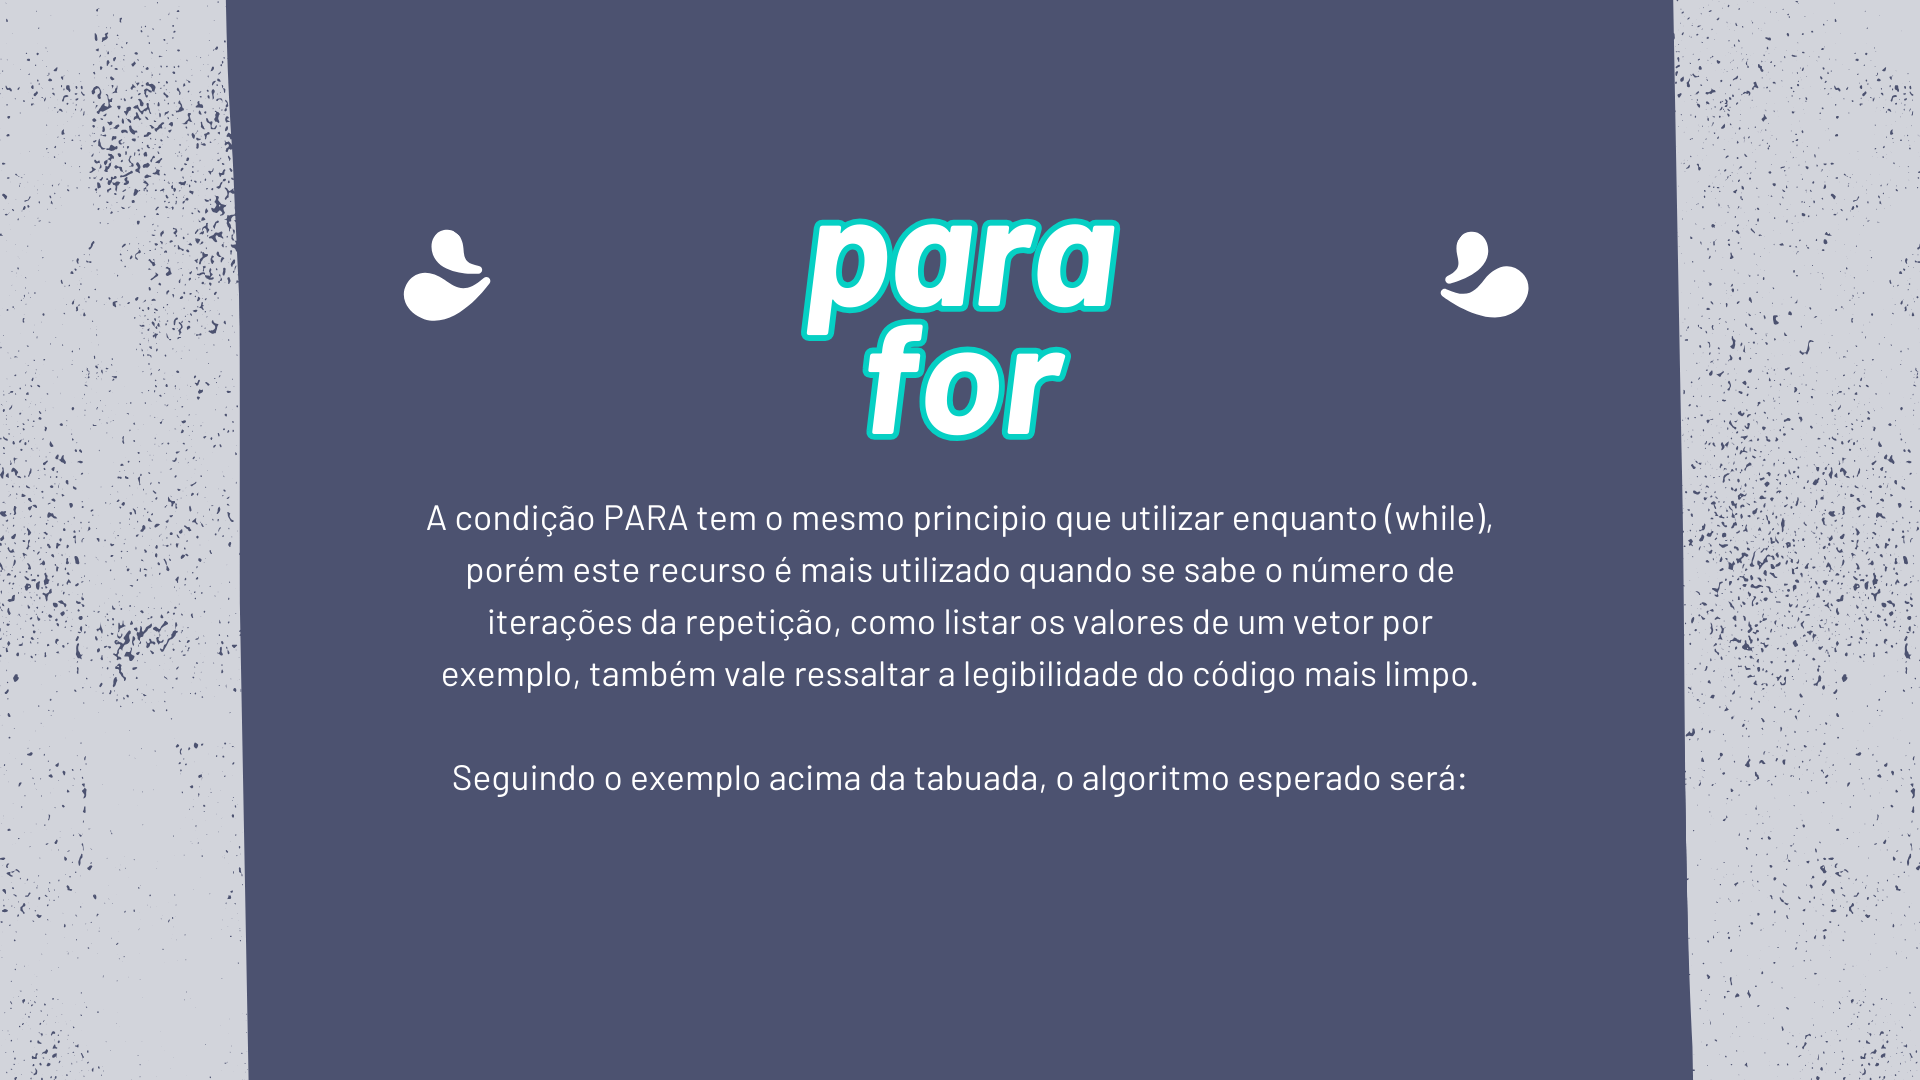 para
for
A condição PARA tem o mesmo principio que utilizar enquanto (while),
porém este recurso é mais utilizado quando se sabe o número de
iterações da repetição, como listar os valores de um vetor por
exemplo, também vale ressaltar a legibilidade do código mais limpo.
Seguindo o exemplo acima da tabuada, o algoritmo esperado será: